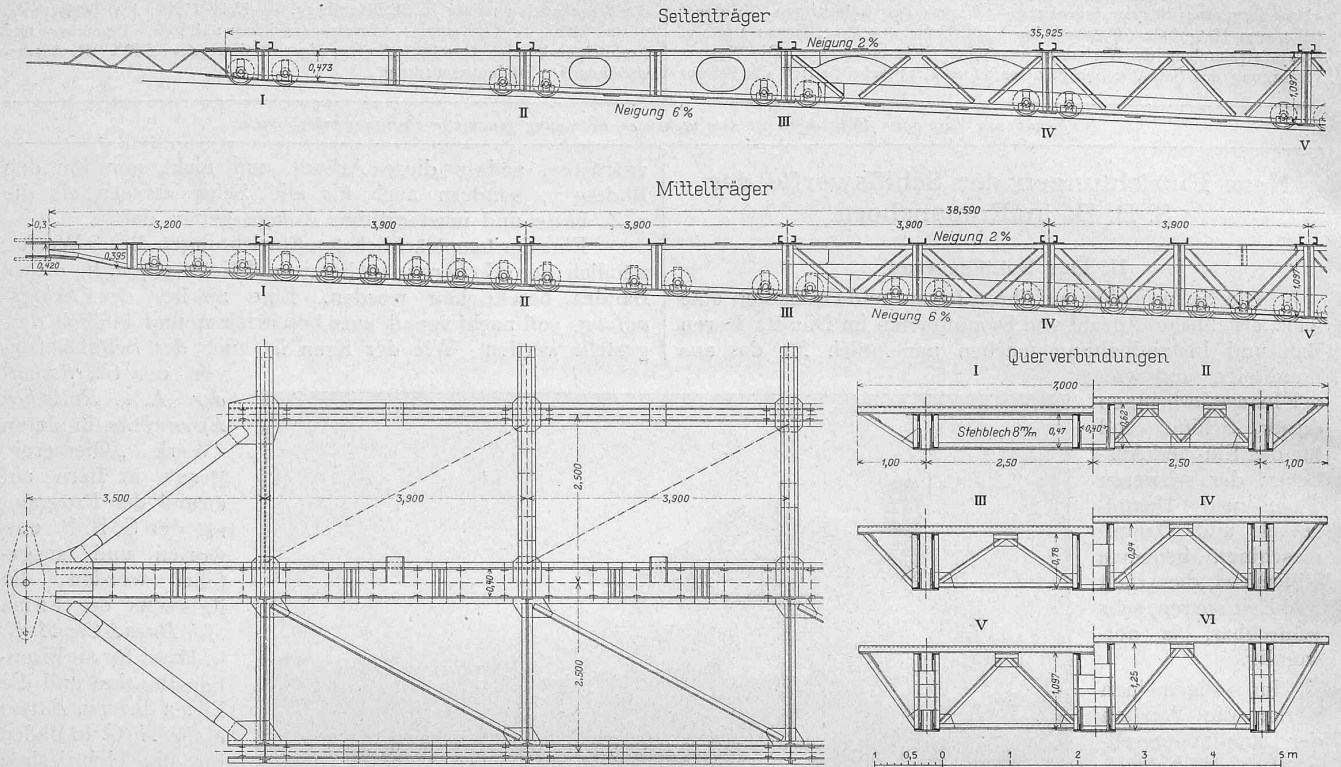 Seitenträger
35,925
Neigung 2%
0,473
1,097
Neigung 6%
I
II
III
IV
V
Mittelträger
38,590
0,3
3,200
3,900
3,900
3,900
Neigung 2%
3,900
0,420
0,395
1,097
Neigung 6%
I
II
III
IV
V
Querverbindungen
I
II
7,000
Stehblech 8 m/m
0,47
0,40
0,62
1,00
2,50
2,50
1,00
III
IV
0,78
0,94
V
VI
1,097
1,25
1
0,5
0
1
2
3
4
5 m
2,500
3,500
3,900
3,900
0,40
2,500